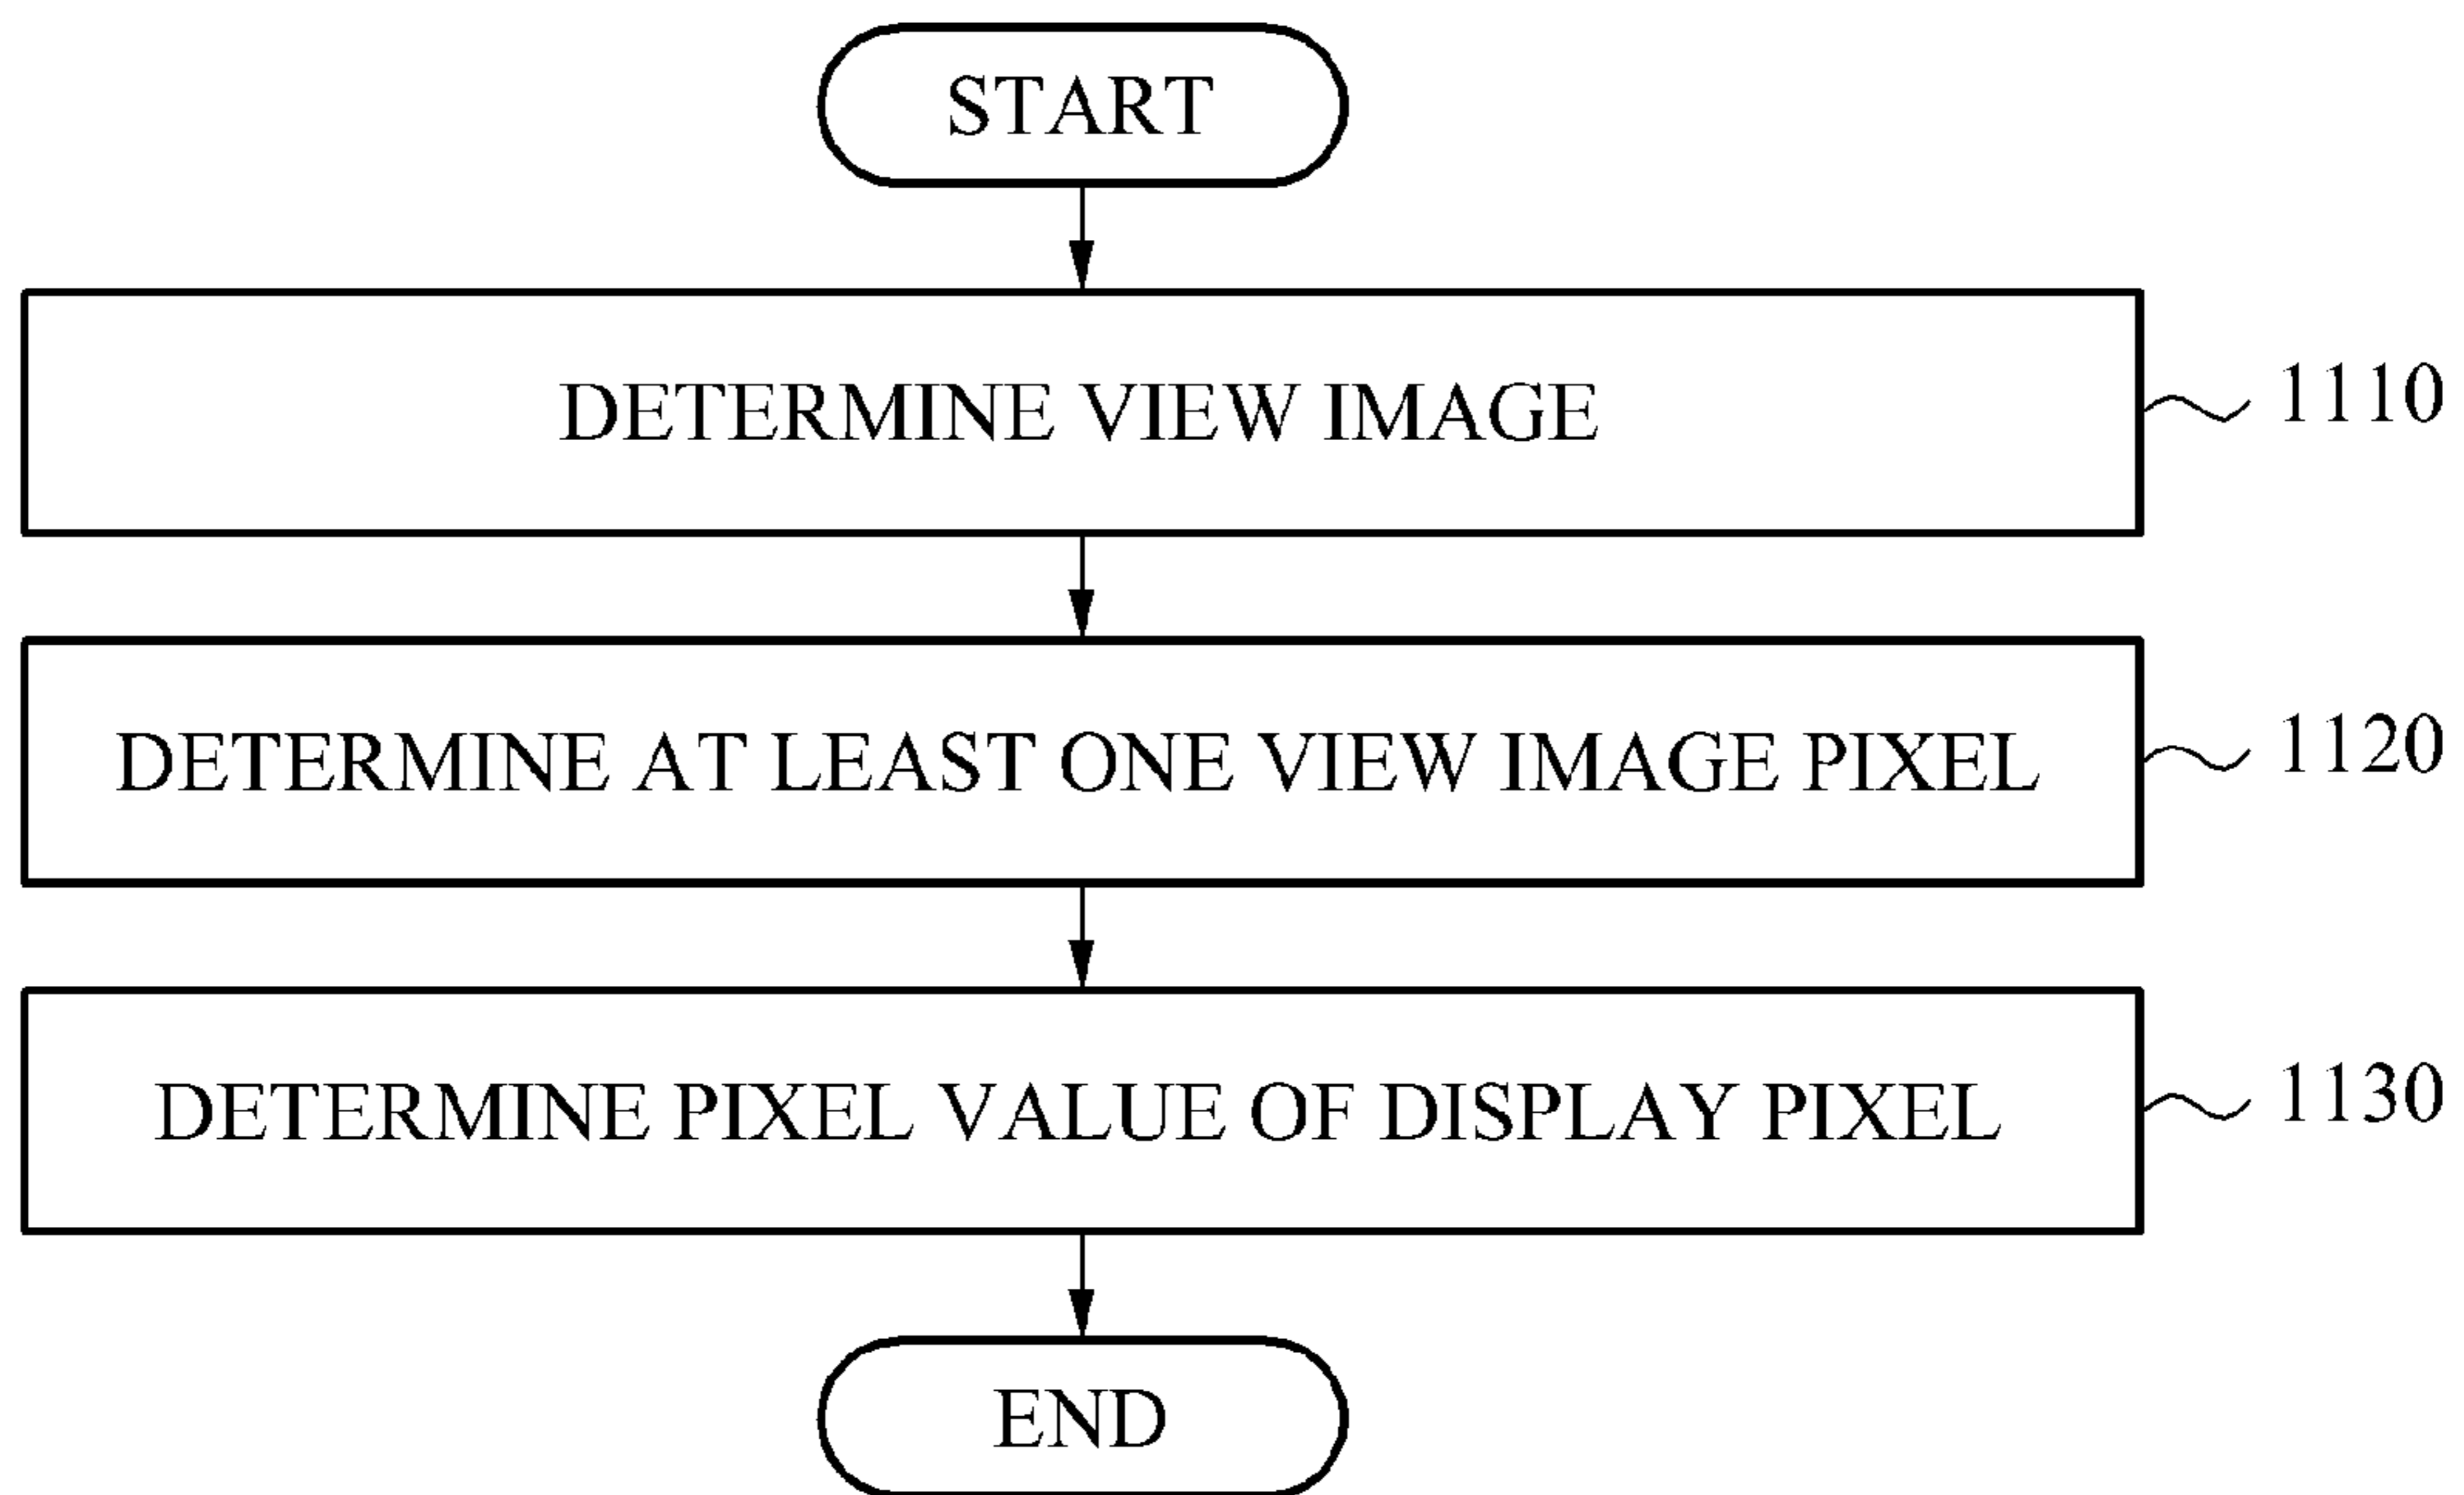 START
DETERMINE VIEW IMAGE
1110
DETERMINE AT LEAST ONE VIEW IMAGE PIXEL
1120
DETERMINE PIXEL VALUE OF DISPLAY PIXEL
1130
END